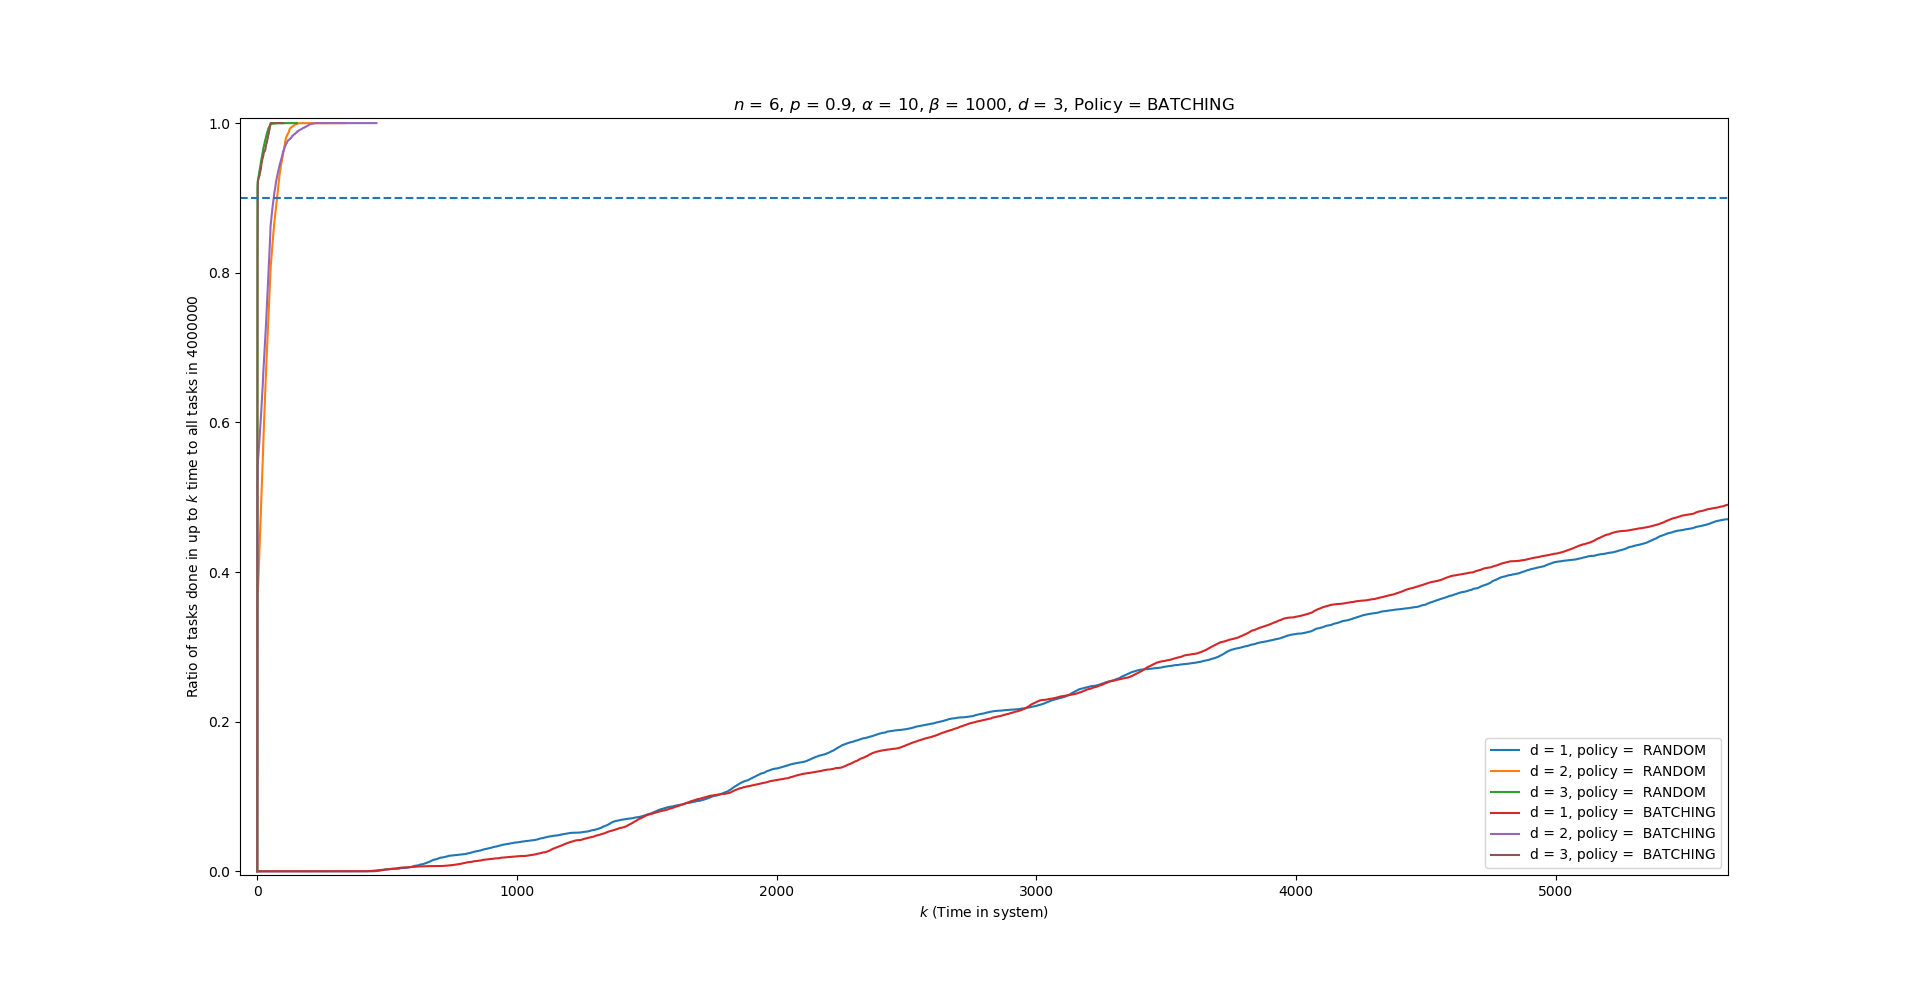 n = 6, p = 0.9, α = 10, β = 1000, d = 3, Policy = BATCHING
Ratio of tasks done in up to k time to all tasks in 4000000
1.0
0.8
0.6
0.4
0.2
0.0
d = 1, policy = RANDOM
d = 2, policy = RANDOM
d = 3, policy = RANDOM
d = 1, policy = BATCHING
d = 2, policy = BATCHING
d = 3, policy = BATCHING
0 1000 2000 3000 4000 5000
k (Time in system)